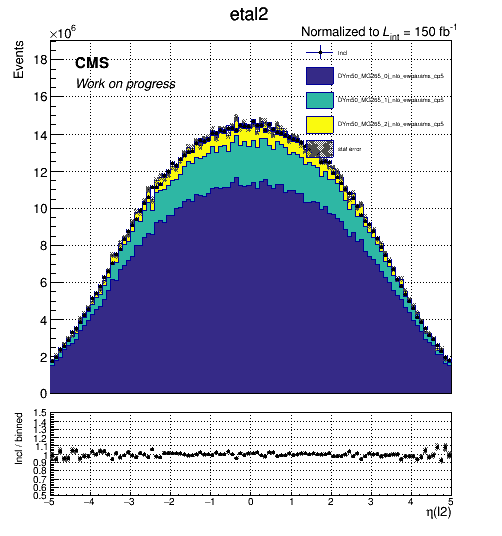 etal2
×10⁶
Normalized to L_int = 150 fb⁻¹
Events
CMS
Work on progress
Incl
DYm50_MG265_0j_nlo_ewparams_cp5
DYm50_MG265_1j_nlo_ewparams_cp5
DYm50_MG265_2j_nlo_ewparams_cp5
stat error
18
16
14
12
10
8
6
4
2
0
Incl / binned
1.5
1.4
1.3
1.2
1.1
1
0.9
0.8
0.7
0.6
0.5
−5 −4 −3 −2 −1 0 1 2 3 4 5
η(l2)